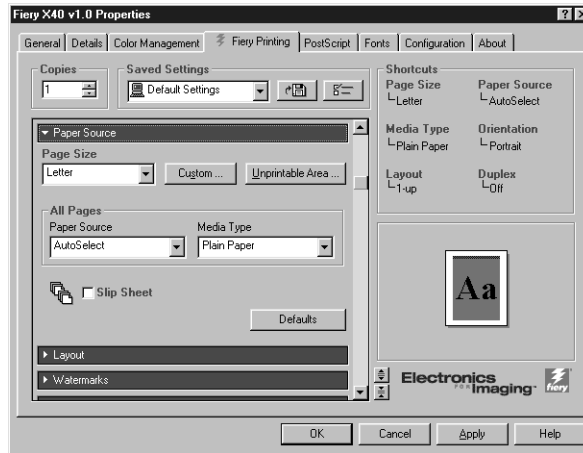 Fiery X40 v1.0 Properties
General Details Color Management Fiery Printing PostScript Fonts Configuration About
Copies
1
Saved Settings
Default Settings
Paper Source
Page Size
Letter
Custom ...
Unprintable Area ...
All Pages
Paper Source
AutoSelect
Media Type
Plain Paper
Slip Sheet
Defaults
Layout
Watermarks
Shortcuts
Page Size
Letter
Paper Source
AutoSelect
Media Type
Plain Paper
Orientation
Portrait
Layout
1-up
Duplex
Off
Aa
Electronics
FOR Imaging
fiery
OK Cancel Apply Help